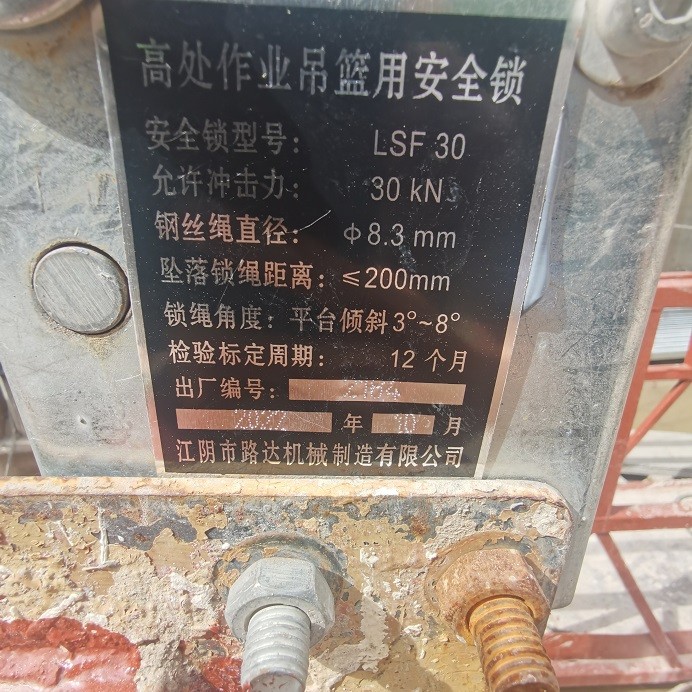 高处作业吊篮用安全锁
安全锁型号: LSF 30
允许冲击力: 30 kN
钢丝绳直径: φ8.3 mm
坠落锁绳距离: ≤200mm
锁绳角度: 平台倾斜3°~8°
检验标定周期: 12 个月
出厂编号:
2022 年 10 月
江阴市路达机械制造有限公司